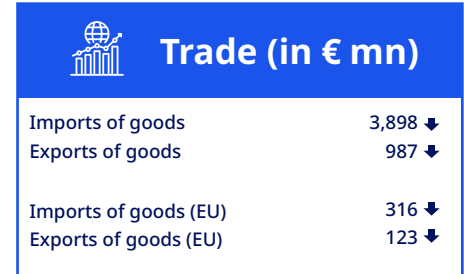 Trade (in € mn)
Imports of goods 3,898
Exports of goods 987
Imports of goods (EU) 316
Exports of goods (EU) 123